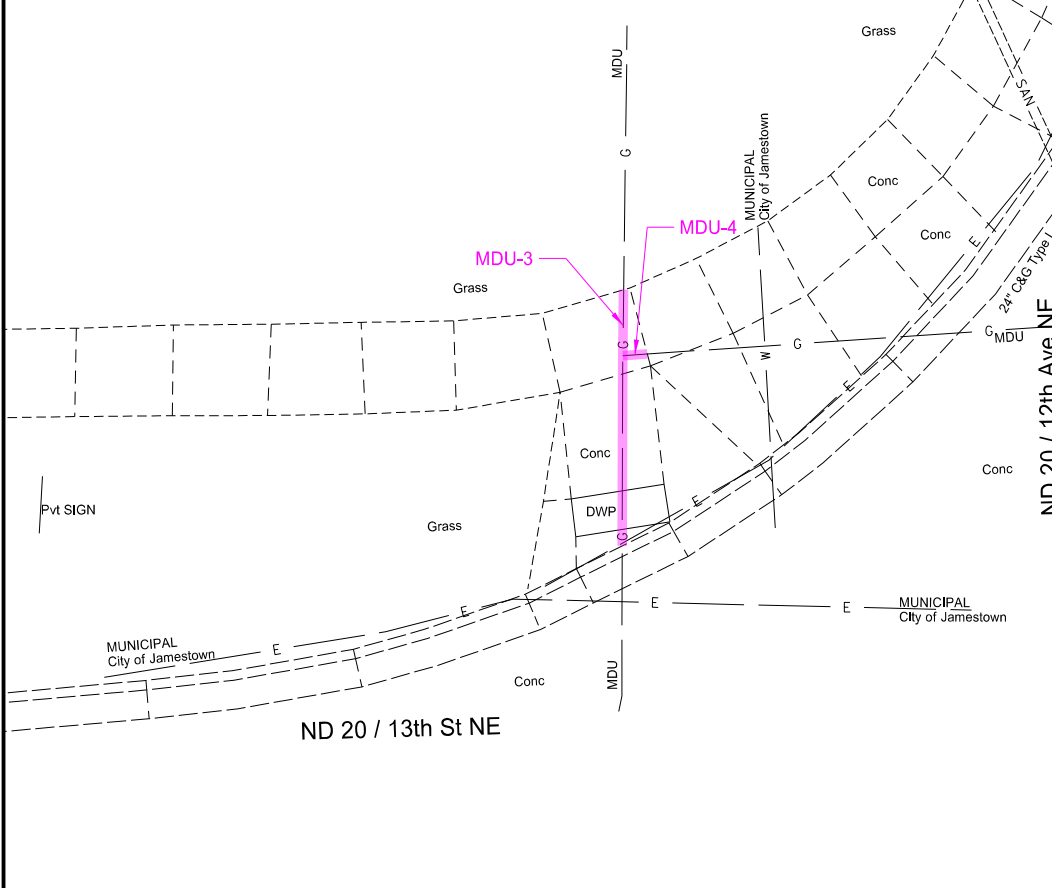 Grass
MDU
SAN
G
MUNICIPAL
City of Jamestown
Conc
MDU-4
Conc
MDU-3
E
Grass
24" C&G Type I
ND 20 / 12th Ave NE
G
MDU
G
G
W
E
Conc
Conc
Pvt SIGN
E
DWP
Grass
G
E
E
E
MUNICIPAL
City of Jamestown
MUNICIPAL
City of Jamestown
E
MDU
Conc
ND 20 / 13th St NE